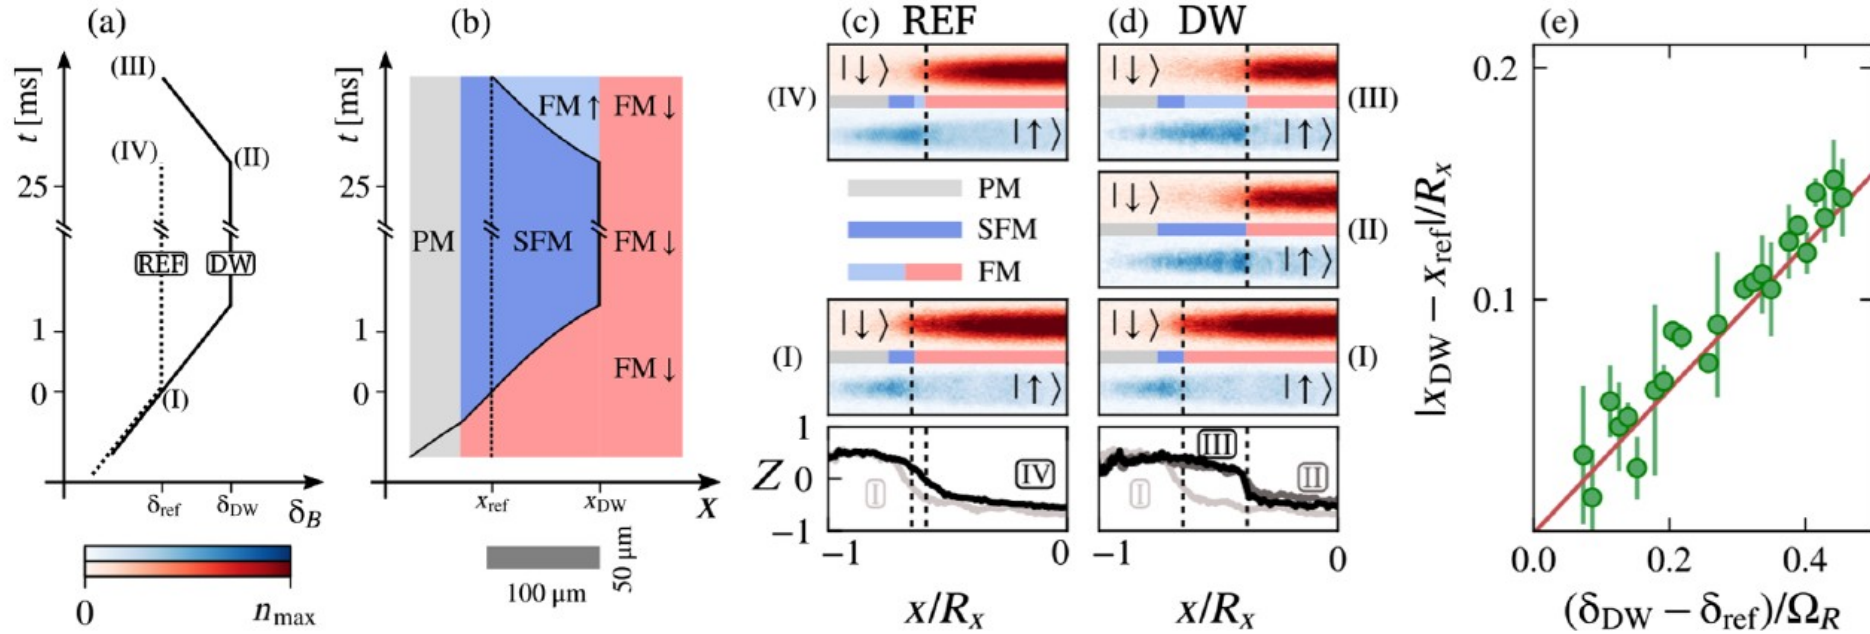 (a)
t [ms]
(III)
(IV)
(II)
25
REF
DW
1
0
(I)
δref
δDW
δB
0
nmax
(b)
t [ms]
FM ↑
FM ↓
25
PM
SFM
FM ↓
1
FM ↓
0
xref
xDW
x
100 μm
50 μm
(c) REF
(IV)
|↓⟩
|↑⟩
PM
SFM
FM
(I)
|↓⟩
|↑⟩
Z
1
0
−1
I
IV
−1
0
x/Rx
(d) DW
|↓⟩
(III)
|↑⟩
|↓⟩
(II)
|↑⟩
|↓⟩
(I)
|↑⟩
III
I
II
−1
0
x/Rx
(e)
|xDW − xref|/Rx
0.2
0.1
0.0
0.2
0.4
(δDW − δref)/ΩR